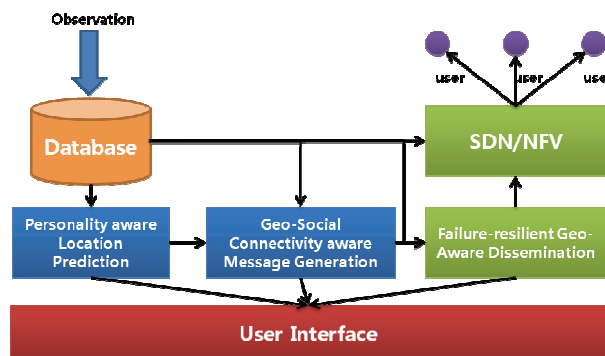 Observation
user
user
user
Database
SDN/NFV
Personality aware
Location
Prediction
Geo-Social
Connectivity aware
Message Generation
Failure-resilient Geo-
Aware Dissemination
User Interface